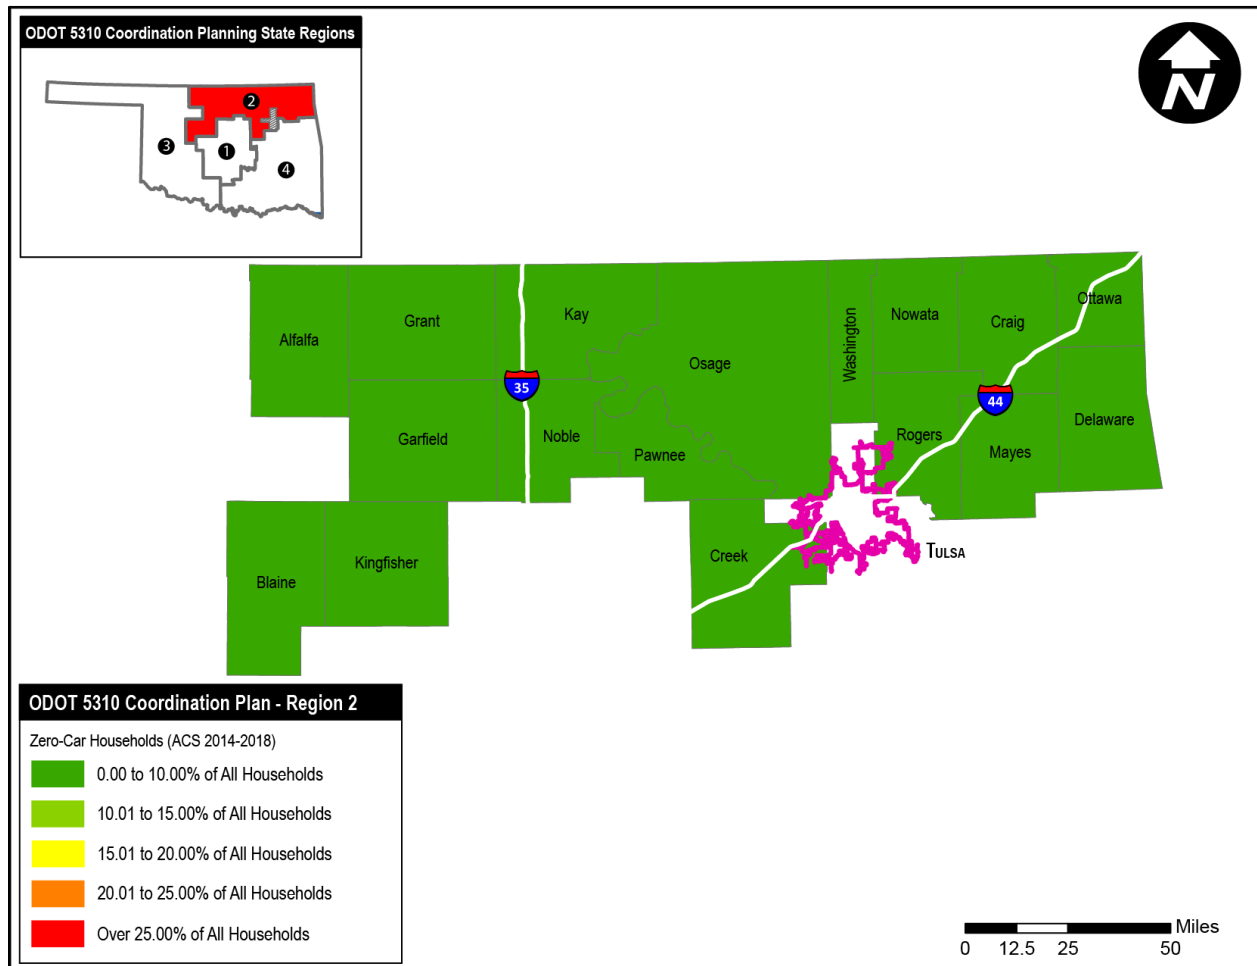 ODOT 5310 Coordination Planning State Regions
2
3
1
4
N
Alfalfa
Grant
Kay
Osage
Washington
Nowata
Craig
Ottawa
35
44
Garfield
Noble
Pawnee
Rogers
Mayes
Delaware
Blaine
Kingfisher
Creek
TULSA
ODOT 5310 Coordination Plan - Region 2
Zero-Car Households (ACS 2014-2018)
0.00 to 10.00% of All Households
10.01 to 15.00% of All Households
15.01 to 20.00% of All Households
20.01 to 25.00% of All Households
Over 25.00% of All Households
Miles
0 12.5 25 50